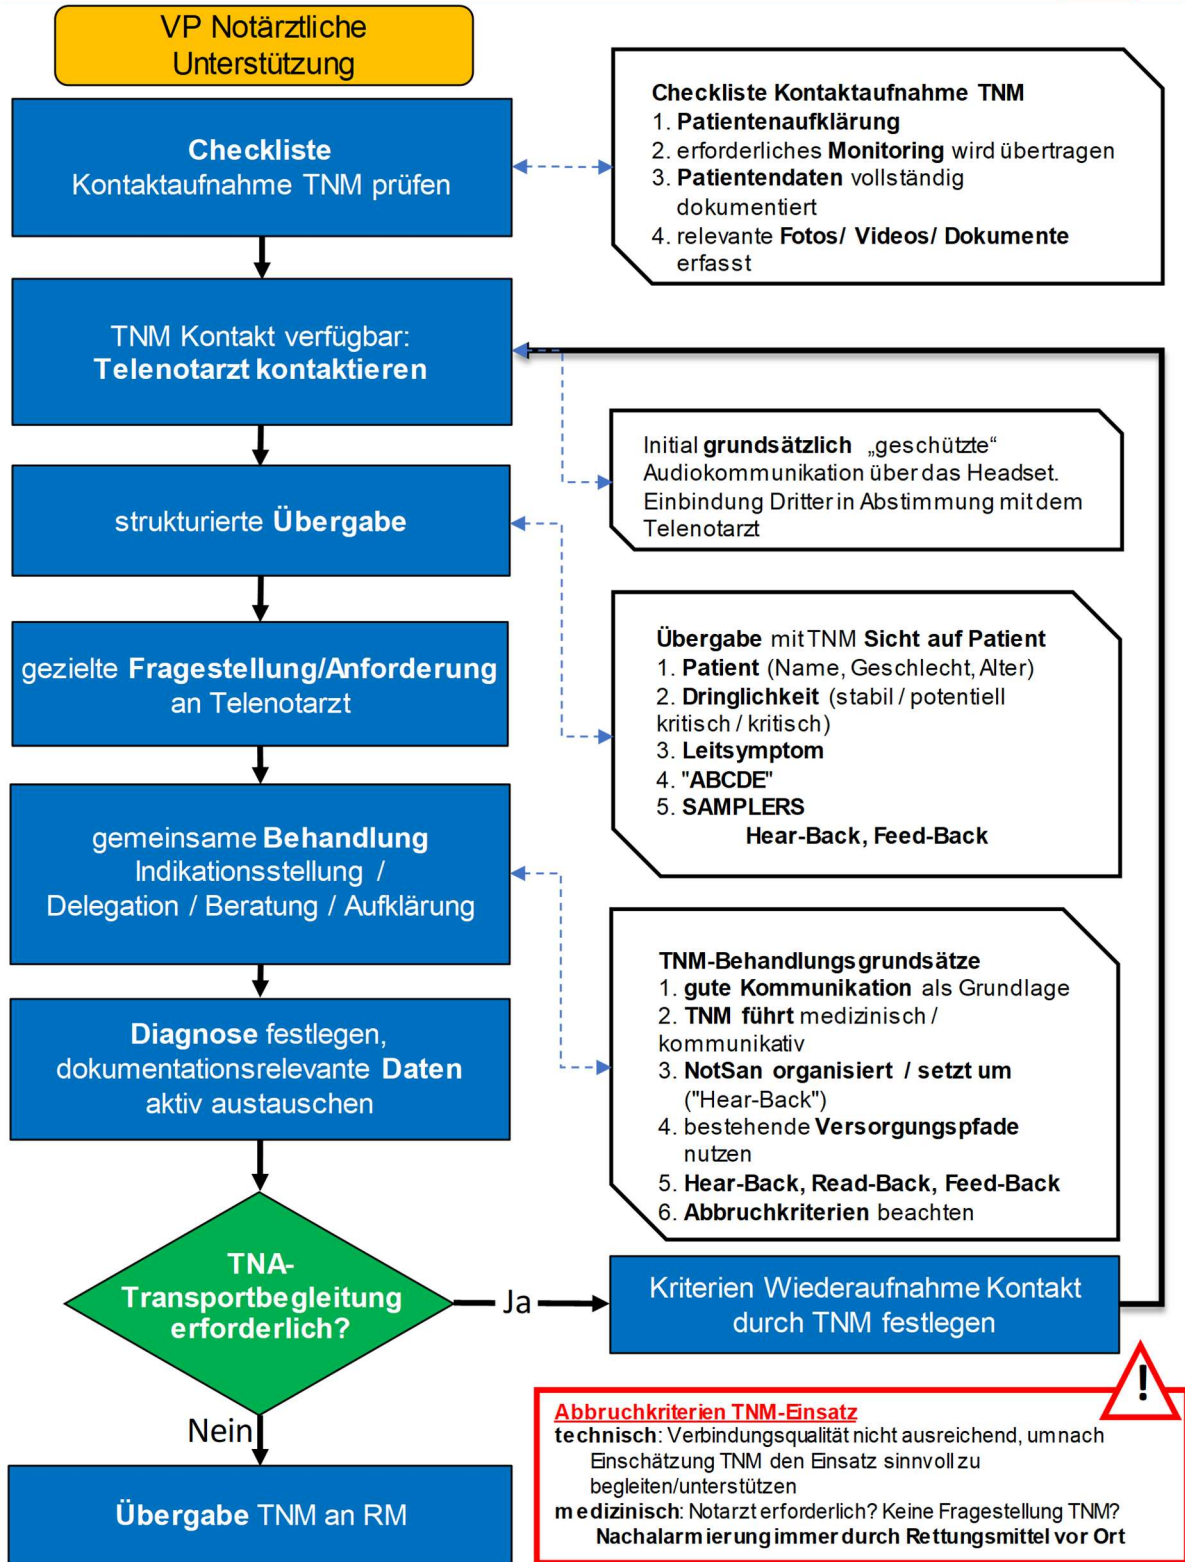 VP Notärztliche
Unterstützung
Checkliste
Kontaktaufnahme TNM prüfen
Checkliste Kontaktaufnahme TNM
1. Patientenaufklärung
2. erforderliches Monitoring wird übertragen
3. Patientendaten vollständig
dokumentiert
4. relevante Fotos/ Videos/ Dokumente
erfasst
TNM Kontakt verfügbar:
Telenotarzt kontaktieren
Initial grundsätzlich „geschützte“
Audiokommunikation über das Headset.
Einbindung Dritter in Abstimmung mit dem
Telenotarzt
strukturierte Übergabe
Übergabe mit TNM Sicht auf Patient
1. Patient (Name, Geschlecht, Alter)
2. Dringlichkeit (stabil / potentiell
kritisch / kritisch)
3. Leitsymptom
4. "ABCDE"
5. SAMPLERS
Hear-Back, Feed-Back
gezielte Fragestellung/Anforderung
an Telenotarzt
gemeinsame Behandlung
Indikationsstellung /
Delegation / Beratung / Aufklärung
TNM-Behandlungsgrundsätze
1. gute Kommunikation als Grundlage
2. TNM führt medizinisch /
kommunikativ
3. NotSan organisiert / setzt um
("Hear-Back")
4. bestehende Versorgungspfade
nutzen
5. Hear-Back, Read-Back, Feed-Back
6. Abbruchkriterien beachten
Diagnose festlegen,
dokumentationsrelevante Daten
aktiv austauschen
TNA-
Transportbegleitung
erforderlich?
Ja
Kriterien Wiederaufnahme Kontakt
durch TNM festlegen
Nein
Übergabe TNM an RM
!
Abbruchkriterien TNM-Einsatz
technisch: Verbindungsqualität nicht ausreichend, um nach
Einschätzung TNM den Einsatz sinnvoll zu
begleiten/unterstützen
medizinisch: Notarzt erforderlich? Keine Fragestellung TNM?
Nachalarmierung immer durch Rettungsmittel vor Ort